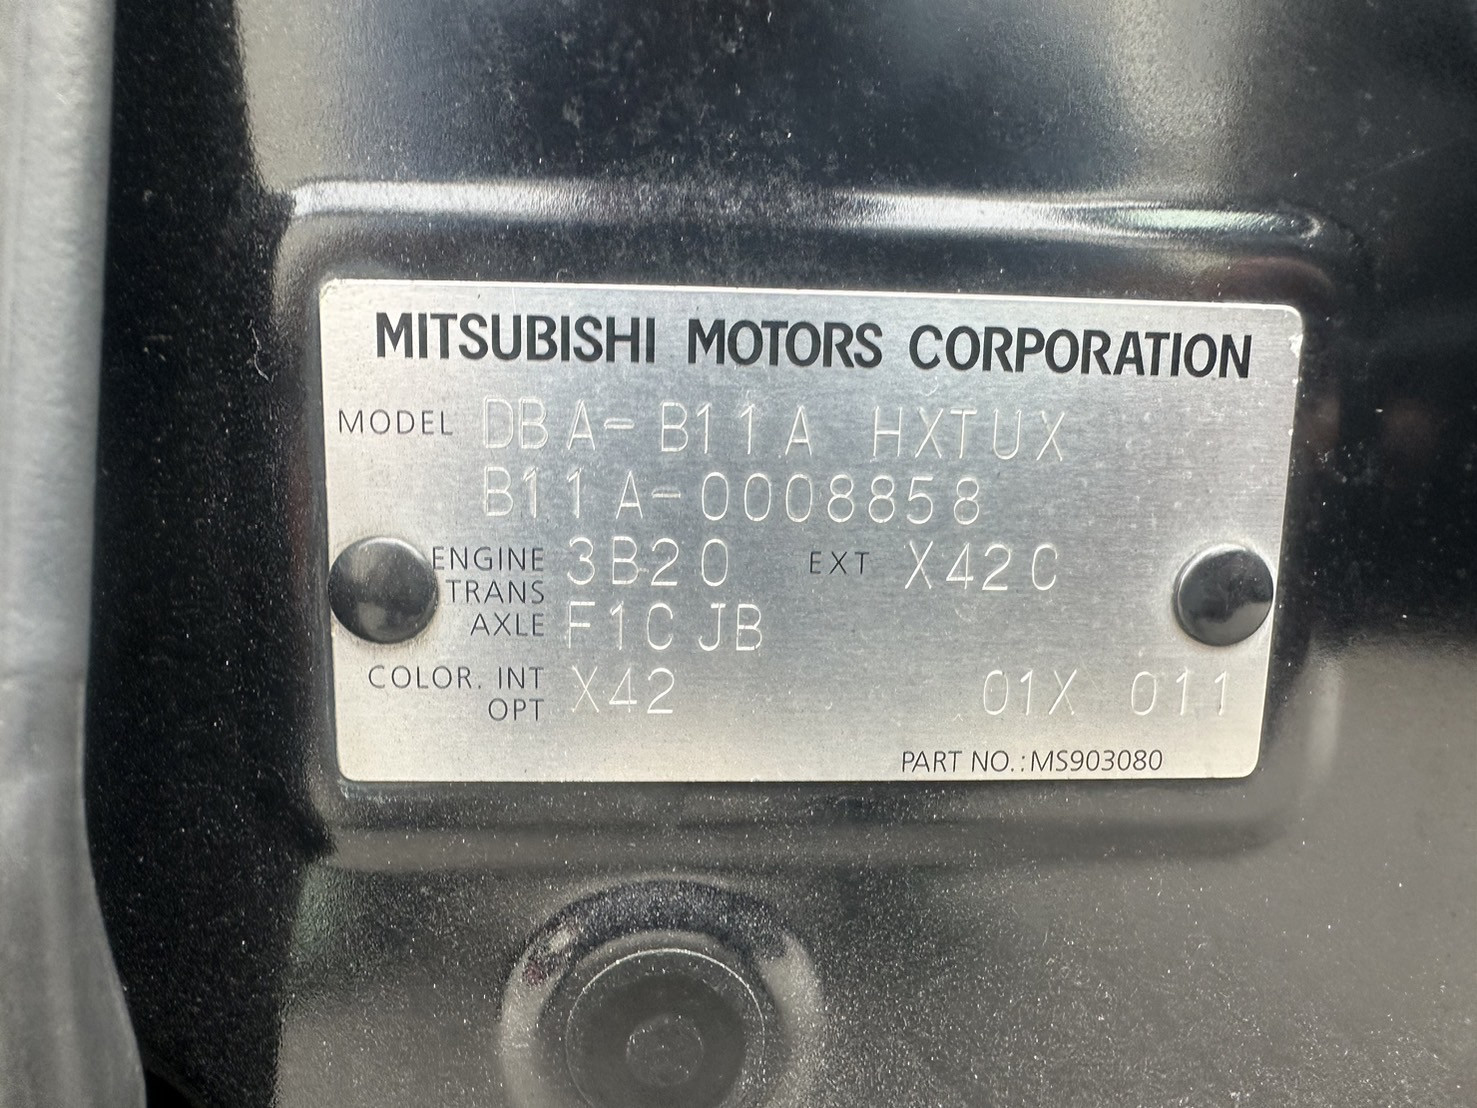 MITSUBISHI MOTORS CORPORATION
MODEL DBA-B11A HXTUX
B11A-0008858
ENGINE 3B20 EXT X42C
TRANS
AXLE F1CJB
COLOR. INT X42 01X 011
OPT
PART NO.:MS903080